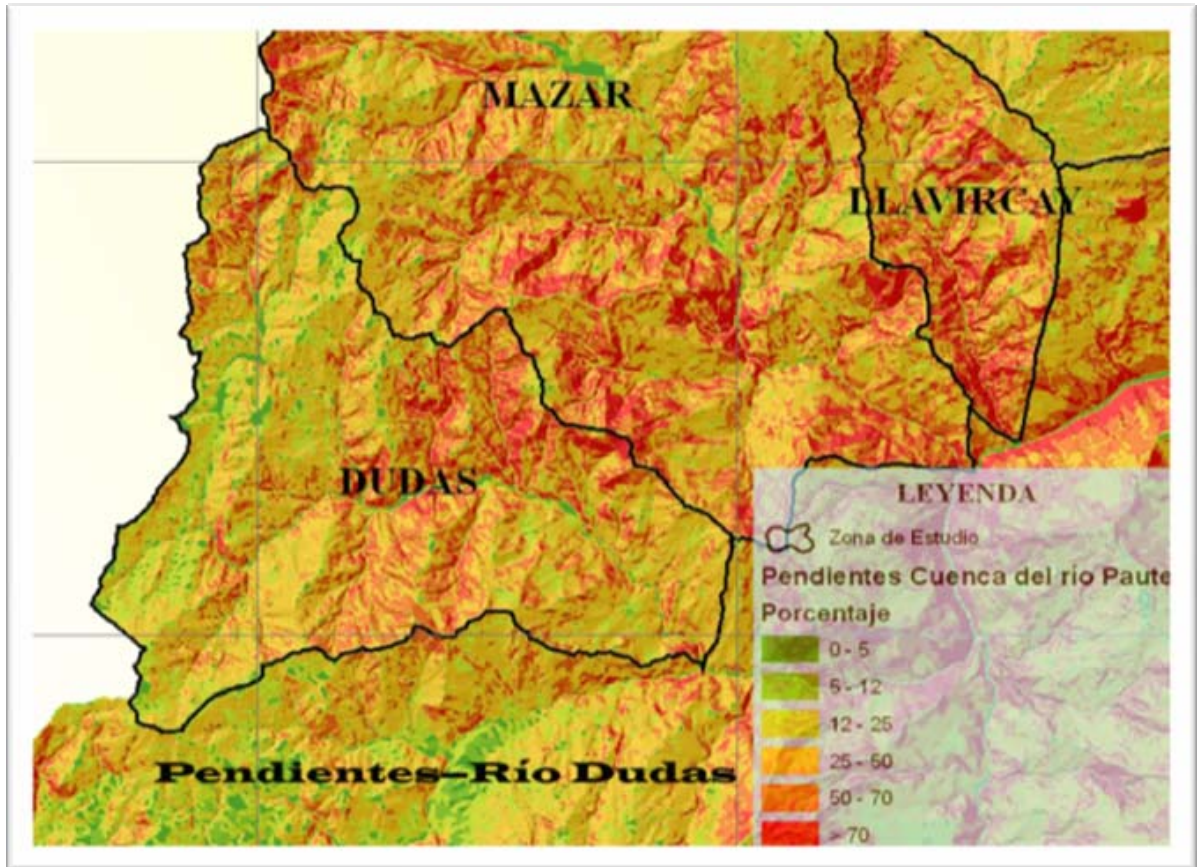 MAZAR
LLAVIRCAY
DUDAS
LEYENDA
Zona de Estudio
Pendientes Cuenca del río Paute
Porcentaje
0 - 5
5 - 12
12 - 25
25 - 50
50 - 70
> 70
Pendientes–Río Dudas